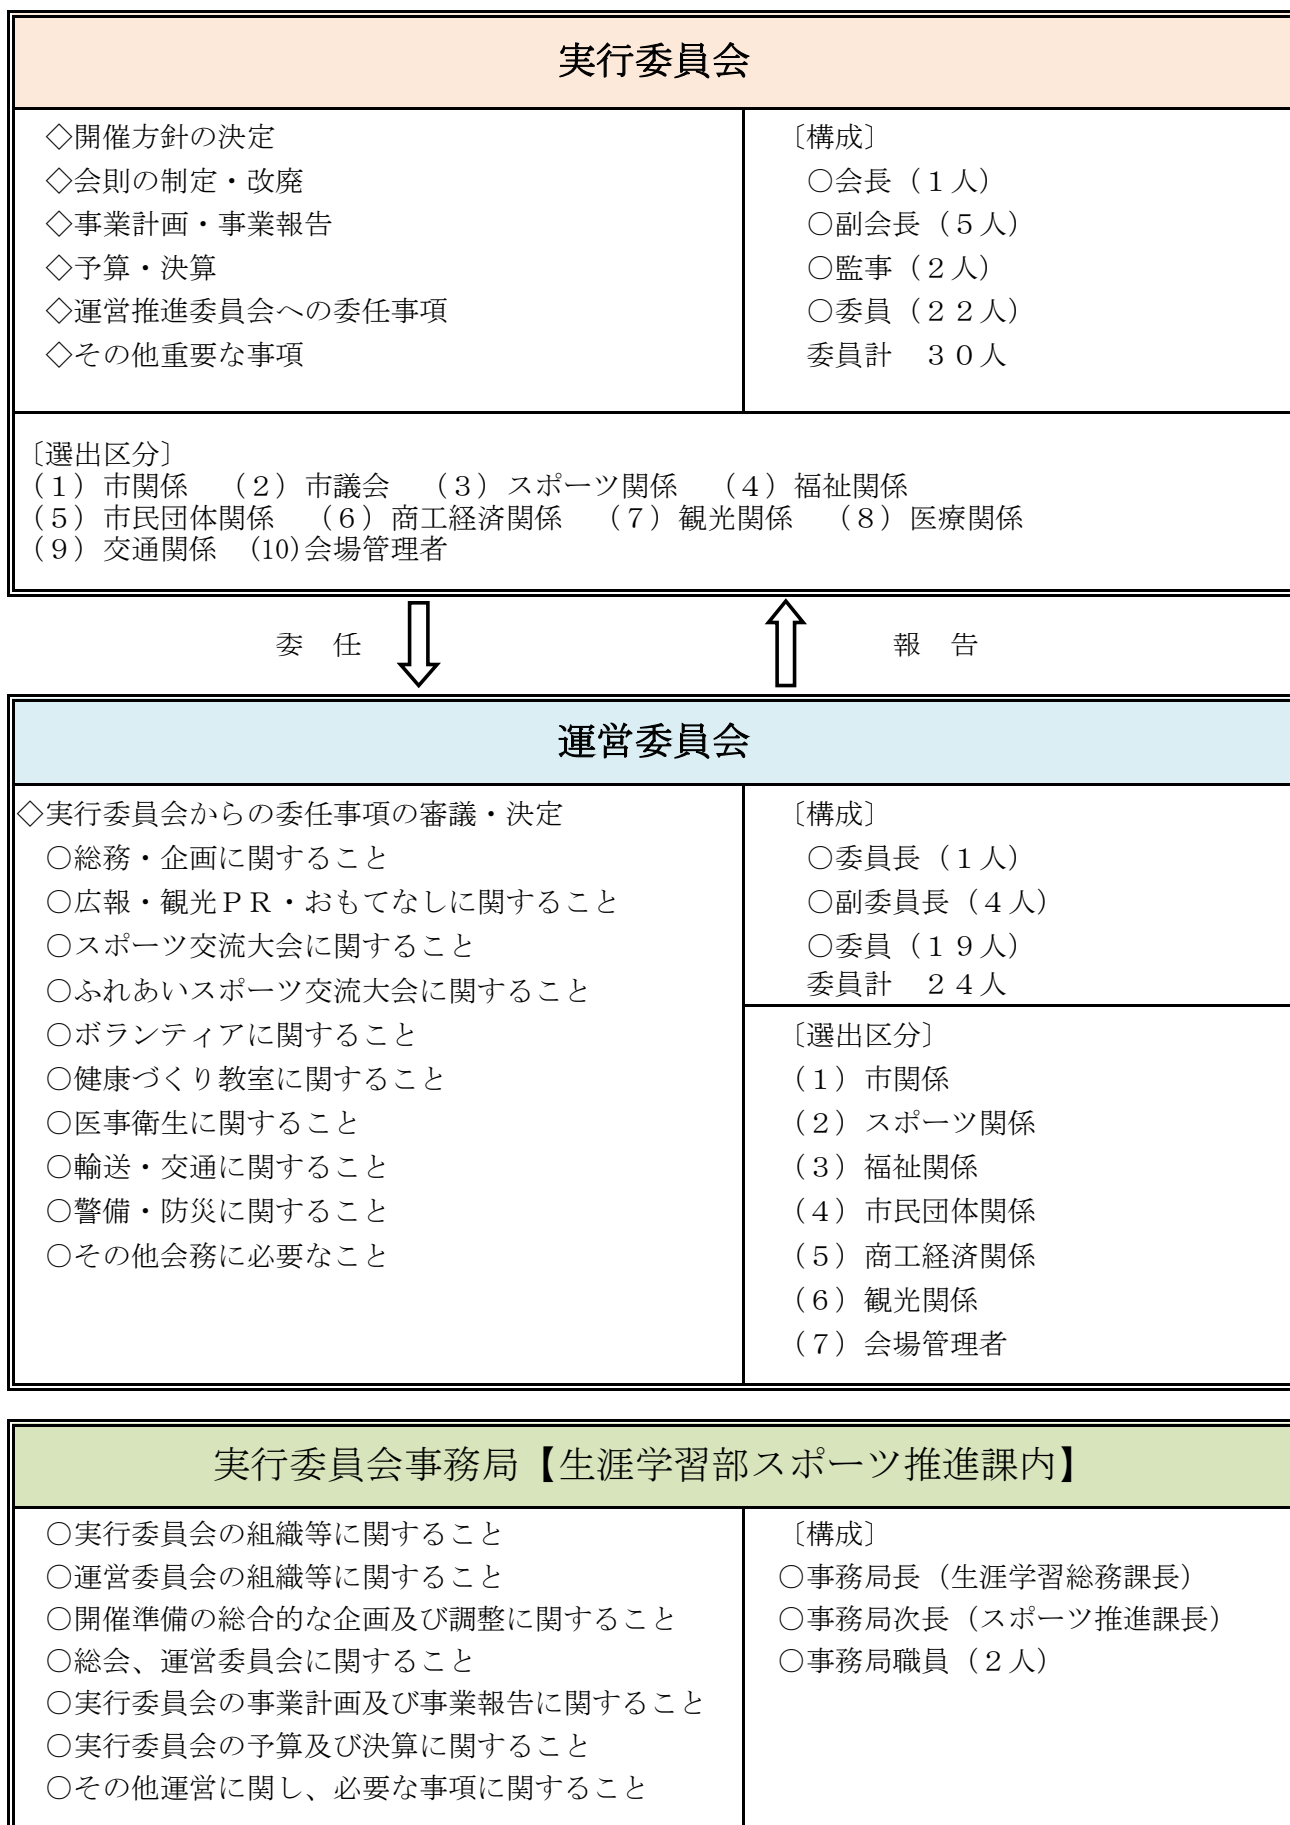 実行委員会
◇開催方針の決定
◇会則の制定・改廃
◇事業計画・事業報告
◇予算・決算
◇運営推進委員会への委任事項
◇その他重要な事項
〔構成〕
○会長（１人）
○副会長（５人）
○監事（２人）
○委員（２２人）
委員計　３０人
〔選出区分〕
（１）市関係　（２）市議会　（３）スポーツ関係　（４）福祉関係
（５）市民団体関係　（６）商工経済関係　（７）観光関係　（８）医療関係
（９）交通関係　(10)会場管理者
委　任
報　告
運営委員会
◇実行委員会からの委任事項の審議・決定
○総務・企画に関すること
○広報・観光ＰＲ・おもてなしに関すること
○スポーツ交流大会に関すること
○ふれあいスポーツ交流大会に関すること
○ボランティアに関すること
○健康づくり教室に関すること
○医事衛生に関すること
○輸送・交通に関すること
○警備・防災に関すること
○その他会務に必要なこと
〔構成〕
○委員長（１人）
○副委員長（４人）
○委員（１９人）
委員計　２４人
〔選出区分〕
（１）市関係
（２）スポーツ関係
（３）福祉関係
（４）市民団体関係
（５）商工経済関係
（６）観光関係
（７）会場管理者
実行委員会事務局【生涯学習部スポーツ推進課内】
○実行委員会の組織等に関すること
○運営委員会の組織等に関すること
○開催準備の総合的な企画及び調整に関すること
○総会、運営委員会に関すること
○実行委員会の事業計画及び事業報告に関すること
○実行委員会の予算及び決算に関すること
○その他運営に関し、必要な事項に関すること
〔構成〕
○事務局長（生涯学習総務課長）
○事務局次長（スポーツ推進課長）
○事務局職員（２人）